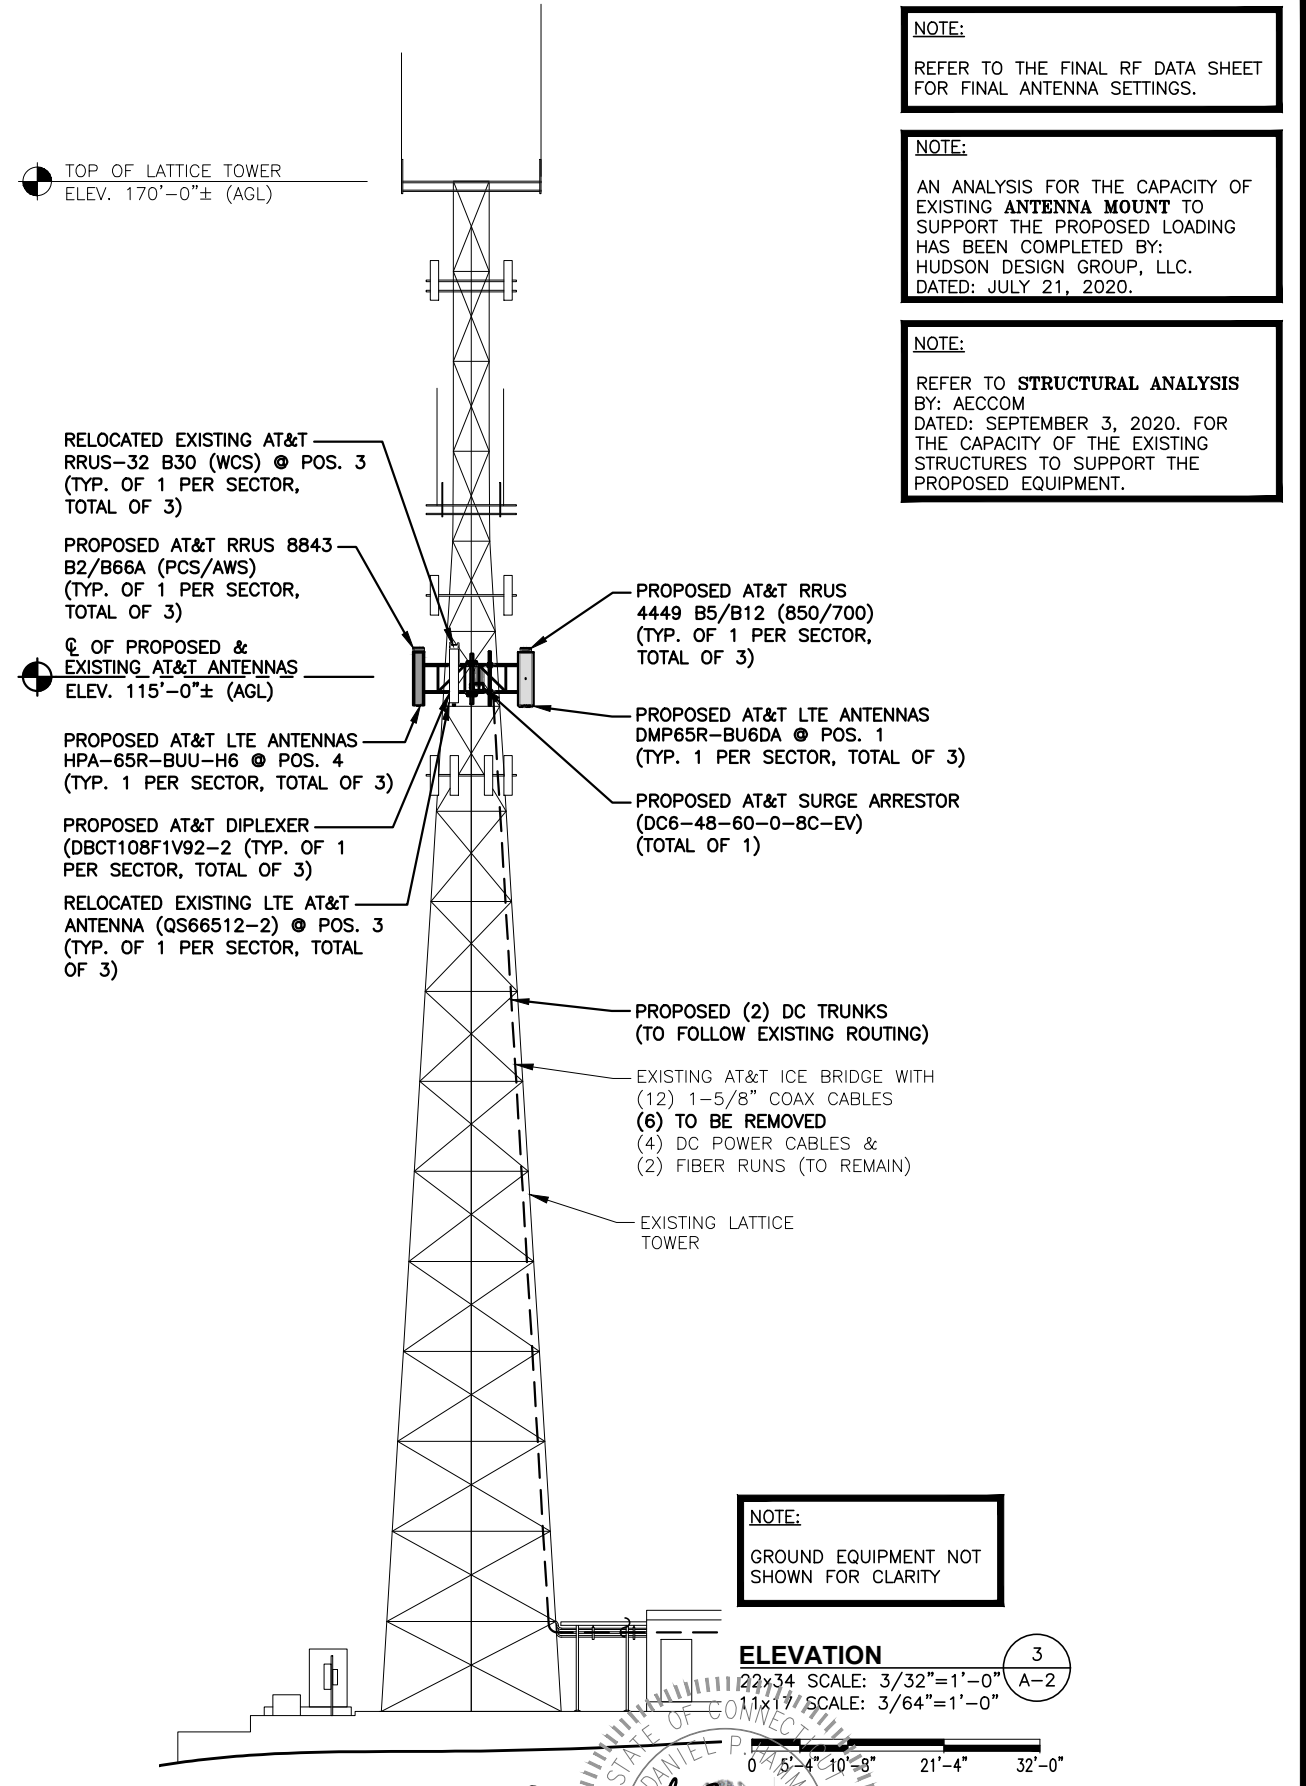 NOTE:
REFER TO THE FINAL RF DATA SHEET
FOR FINAL ANTENNA SETTINGS.
NOTE:
AN ANALYSIS FOR THE CAPACITY OF
EXISTING ANTENNA MOUNT TO
SUPPORT THE PROPOSED LOADING
HAS BEEN COMPLETED BY:
HUDSON DESIGN GROUP, LLC.
DATED: JULY 21, 2020.
NOTE:
REFER TO STRUCTURAL ANALYSIS
BY: AECCOM
DATED: SEPTEMBER 3, 2020. FOR
THE CAPACITY OF THE EXISTING
STRUCTURES TO SUPPORT THE
PROPOSED EQUIPMENT.
TOP OF LATTICE TOWER
ELEV. 170'-0"± (AGL)
RELOCATED EXISTING AT&T
RRUS-32 B30 (WCS) @ POS. 3
(TYP. OF 1 PER SECTOR,
TOTAL OF 3)
PROPOSED AT&T RRUS 8843
B2/B66A (PCS/AWS)
(TYP. OF 1 PER SECTOR,
TOTAL OF 3)
℄ OF PROPOSED &
EXISTING AT&T ANTENNAS
ELEV. 115'-0"± (AGL)
PROPOSED AT&T LTE ANTENNAS
HPA-65R-BUU-H6 @ POS. 4
(TYP. 1 PER SECTOR, TOTAL OF 3)
PROPOSED AT&T DIPLEXER
(DBCT108F1V92-2 (TYP. OF 1
PER SECTOR, TOTAL OF 3)
RELOCATED EXISTING LTE AT&T
ANTENNA (QS66512-2) @ POS. 3
(TYP. OF 1 PER SECTOR, TOTAL
OF 3)
PROPOSED AT&T RRUS
4449 B5/B12 (850/700)
(TYP. OF 1 PER SECTOR,
TOTAL OF 3)
PROPOSED AT&T LTE ANTENNAS
DMP65R-BU6DA @ POS. 1
(TYP. 1 PER SECTOR, TOTAL OF 3)
PROPOSED AT&T SURGE ARRESTOR
(DC6-48-60-0-8C-EV)
(TOTAL OF 1)
PROPOSED (2) DC TRUNKS
(TO FOLLOW EXISTING ROUTING)
EXISTING AT&T ICE BRIDGE WITH
(12) 1-5/8" COAX CABLES
(6) TO BE REMOVED
(4) DC POWER CABLES &
(2) FIBER RUNS (TO REMAIN)
EXISTING LATTICE
TOWER
NOTE:
GROUND EQUIPMENT NOT
SHOWN FOR CLARITY
ELEVATION
3
A-2
22x34 SCALE: 3/32"=1'-0"
11x17 SCALE: 3/64"=1'-0"
0 5'-4" 10'-8" 21'-4" 32'-0"
STATE OF CONNECTICUT
DANIEL P.